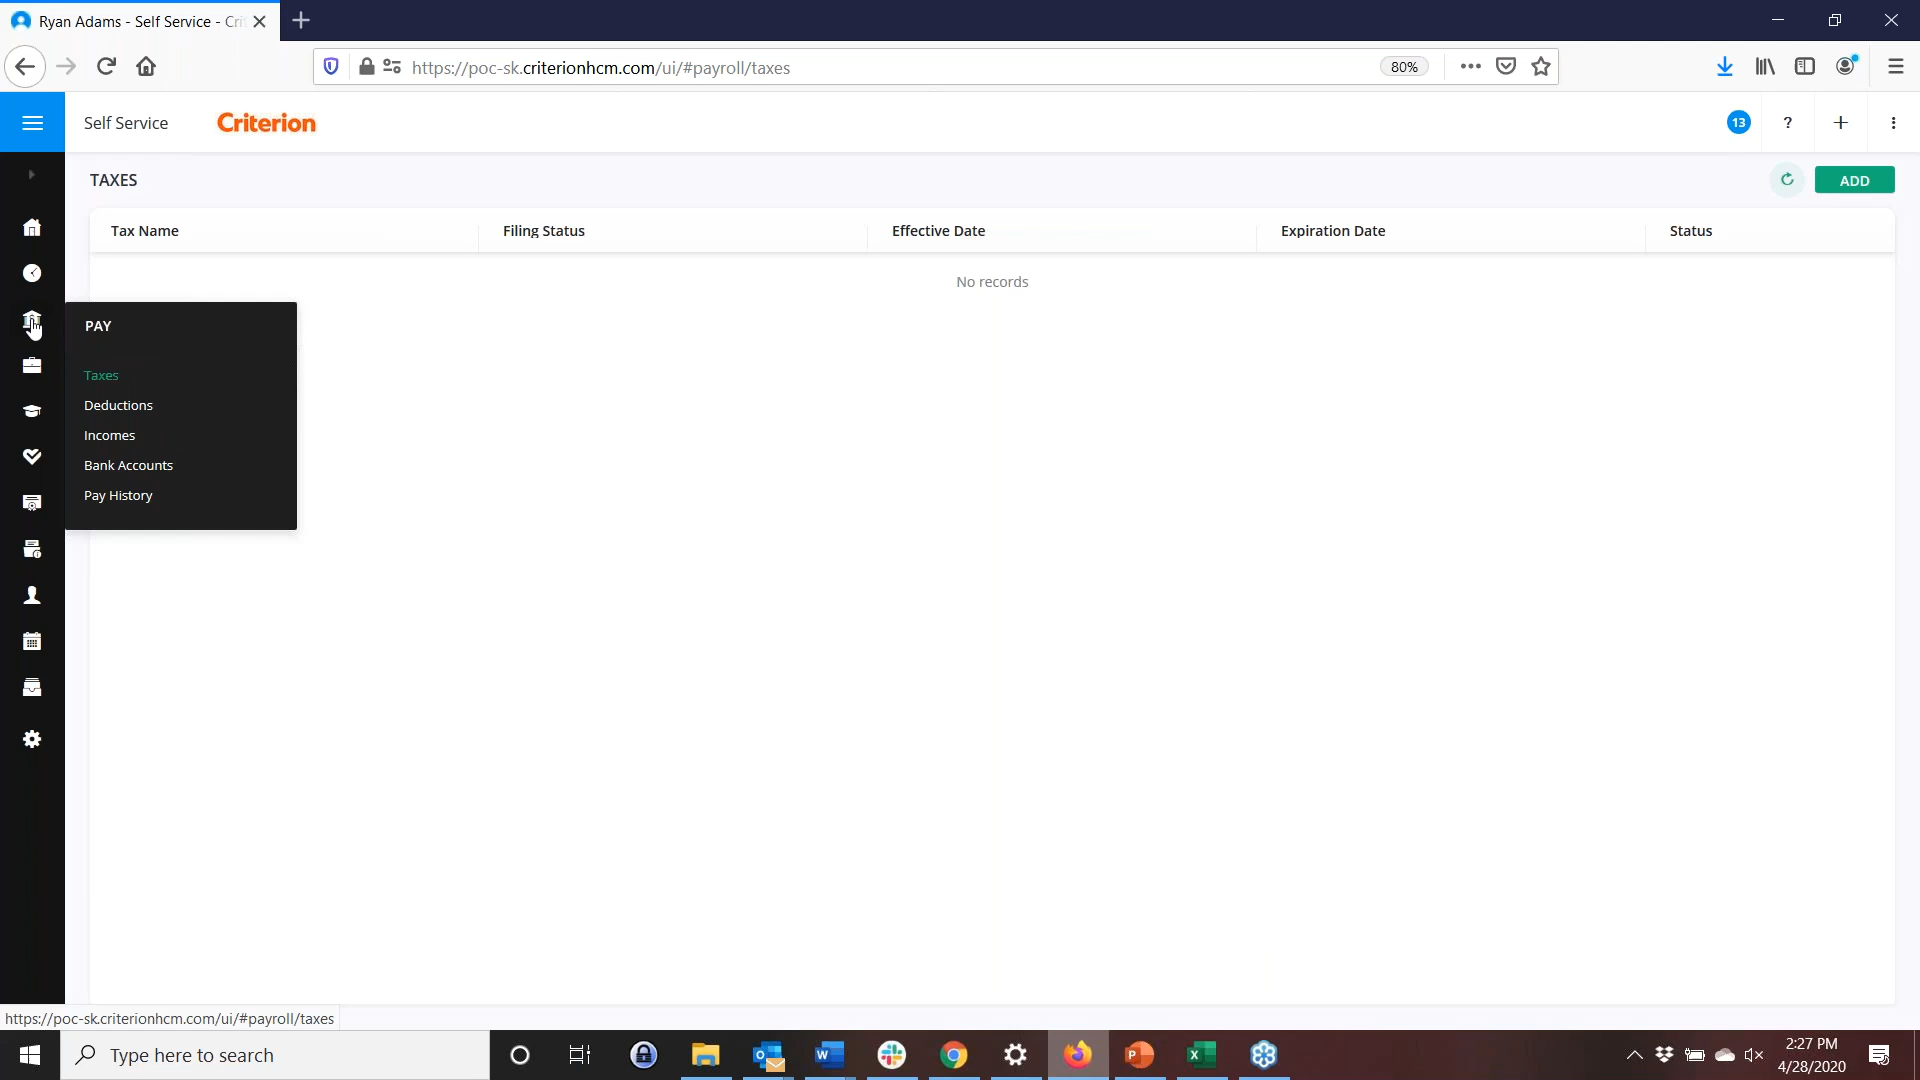 Ryan Adams - Self Service - Cri
https://poc-sk.criterionhcm.com/ui/#payroll/taxes
80%
Self Service
Criterion
13
?
TAXES
ADD
Tax Name
Filing Status
Effective Date
Expiration Date
Status
No records
PAY
Taxes
Deductions
Incomes
Bank Accounts
Pay History
https://poc-sk.criterionhcm.com/ui/#payroll/taxes
Type here to search
2:27 PM
4/28/2020